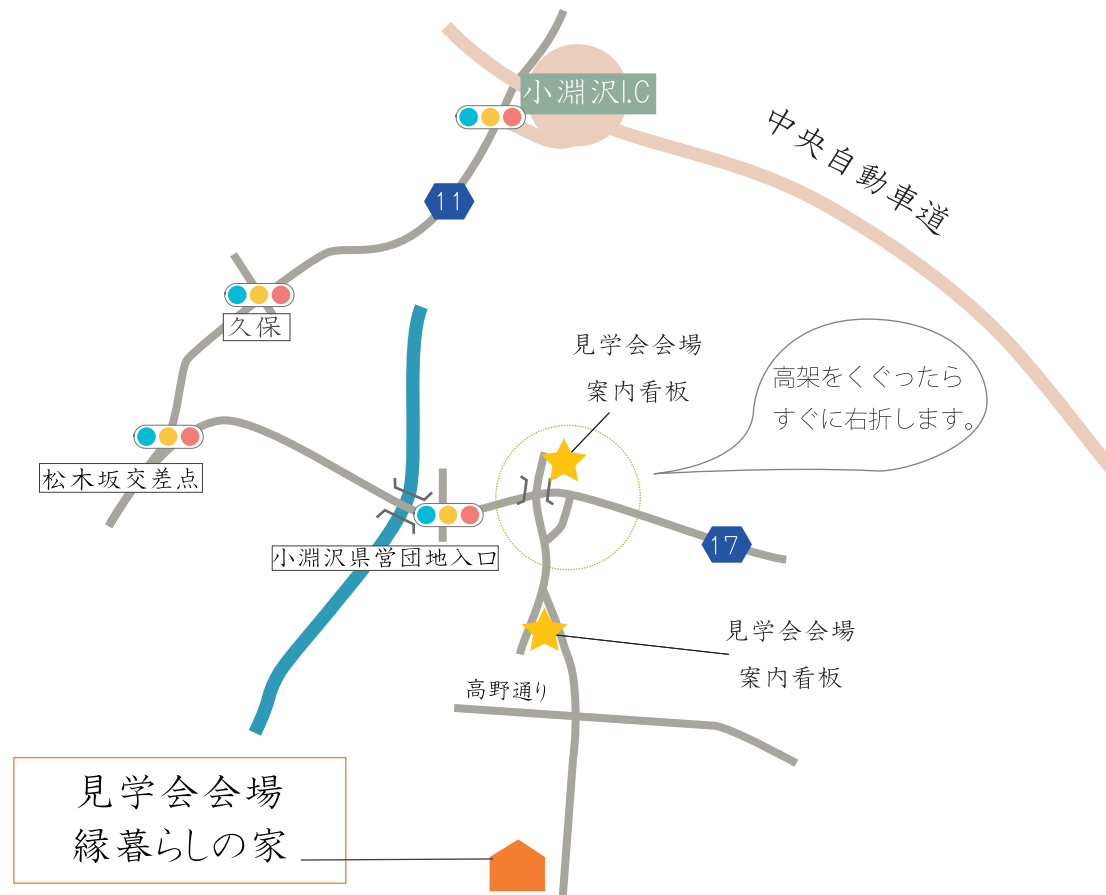 小淵沢I.C
中央自動車道
11
久保
見学会会場
案内看板
高架をくぐったら
すぐに右折します。
松木坂交差点
17
小淵沢県営団地入口
見学会会場
案内看板
高野通り
見学会会場
縁暮らしの家